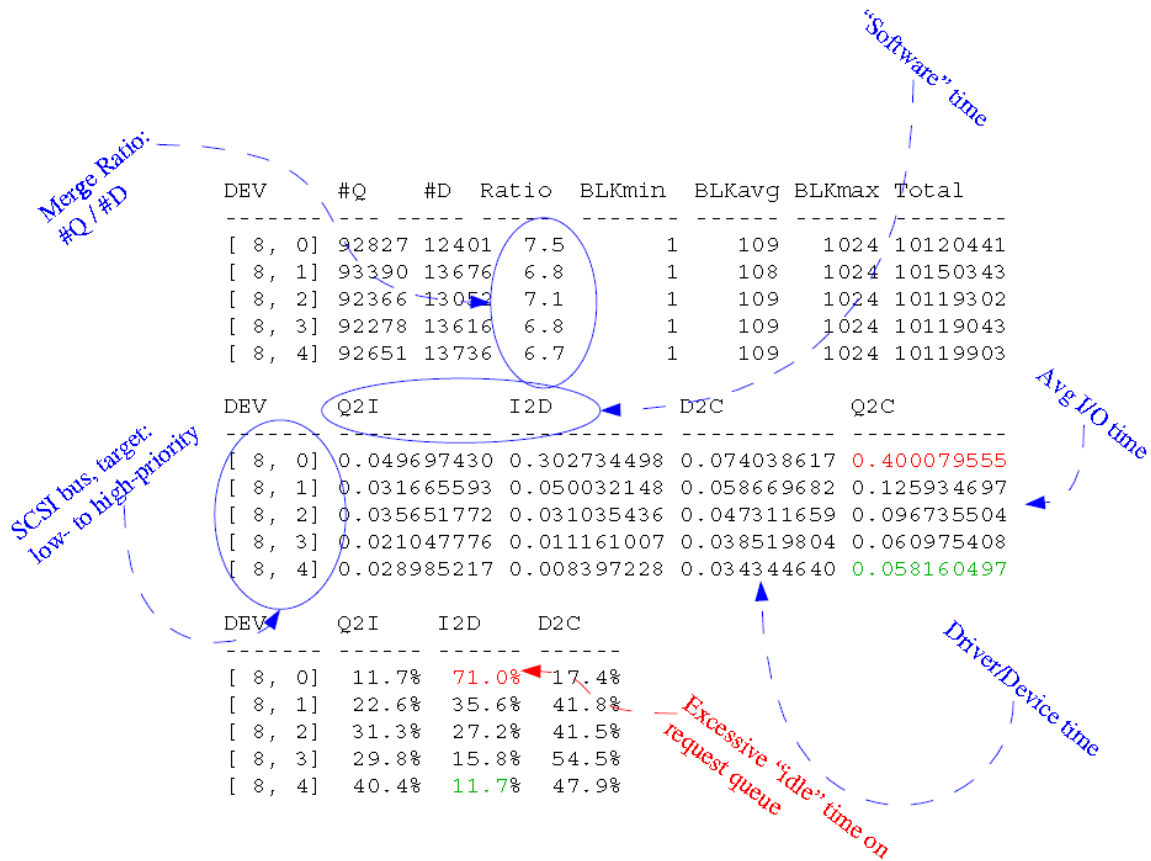 “Software” time
Merge Ratio:
#Q / #D
DEV #Q #D Ratio BLKmin BLKavg BLKmax Total
------- --- ----- ----- ------- ------ ------ --------
[ 8, 0] 92827 12401 7.5 1 109 1024 10120441
[ 8, 1] 93390 13676 6.8 1 108 1024 10150343
[ 8, 2] 92366 13052 7.1 1 109 1024 10119302
[ 8, 3] 92278 13616 6.8 1 109 1024 10119043
[ 8, 4] 92651 13736 6.7 1 109 1024 10119903
DEV Q2I I2D D2C Q2C
------- ----------- ----------- ----------- -----------
[ 8, 0] 0.049697430 0.302734498 0.074038617 0.400079555
[ 8, 1] 0.031665593 0.050032148 0.058669682 0.125934697
[ 8, 2] 0.035651772 0.031035436 0.047311659 0.096735504
[ 8, 3] 0.021047776 0.011161007 0.038519804 0.060975408
[ 8, 4] 0.028985217 0.008397228 0.034344640 0.058160497
Avg I/O time
SCSI bus, target:
low- to high-priority
DEV Q2I I2D D2C
------- ------ ------ ------
[ 8, 0] 11.7% 71.0% 17.4%
[ 8, 1] 22.6% 35.6% 41.8%
[ 8, 2] 31.3% 27.2% 41.5%
[ 8, 3] 29.8% 15.8% 54.5%
[ 8, 4] 40.4% 11.7% 47.9%
Driver/Device time
Excessive “idle” time on
request queue